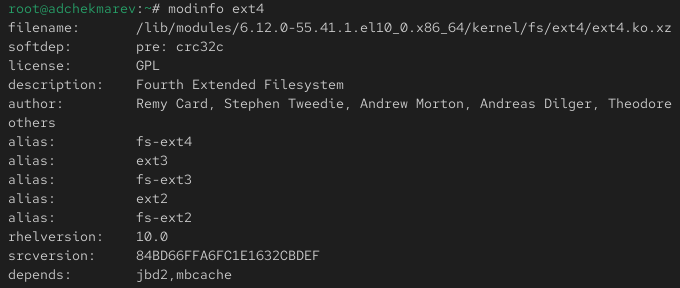 root@adchekmarev:~# modinfo ext4
filename:       /lib/modules/6.12.0-55.41.1.el10_0.x86_64/kernel/fs/ext4/ext4.ko.xz
softdep:        pre: crc32c
license:        GPL
description:    Fourth Extended Filesystem
author:         Remy Card, Stephen Tweedie, Andrew Morton, Andreas Dilger, Theodore
others
alias:          fs-ext4
alias:          ext3
alias:          fs-ext3
alias:          ext2
alias:          fs-ext2
rhelversion:    10.0
srcversion:     84BD66FFA6FC1E1632CBDEF
depends:        jbd2,mbcache